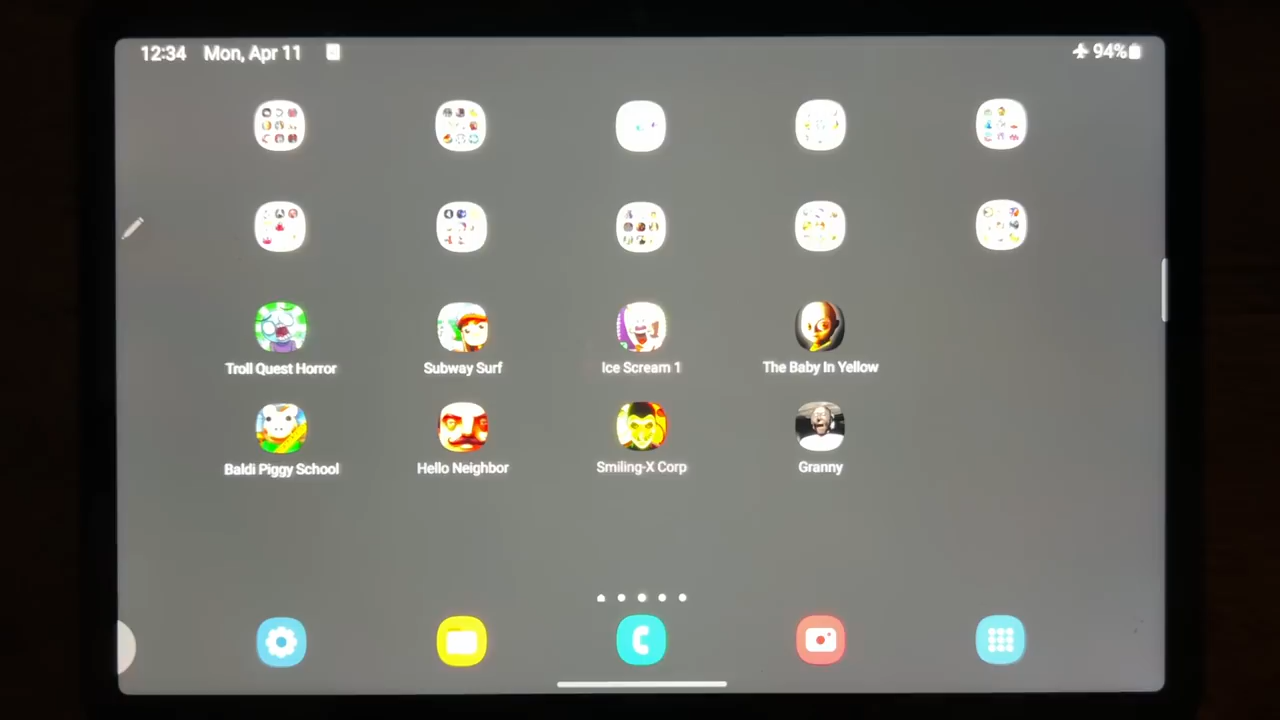 12:34 Mon, Apr 11 94%
Troll Quest Horror Subway Surf Ice Scream 1 The Baby In Yellow
Baldi Piggy School Hello Neighbor Smiling-X Corp Granny